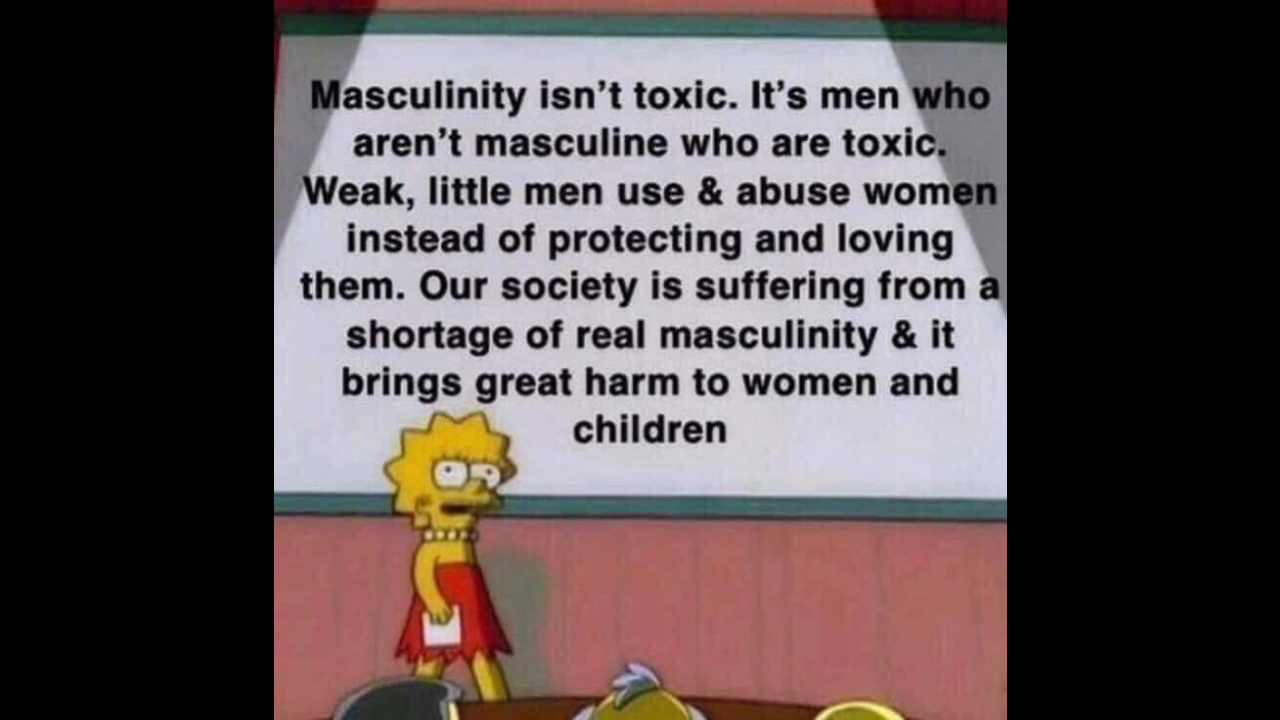 Masculinity isn't toxic. It's men who
aren't masculine who are toxic.
Weak, little men use & abuse women
instead of protecting and loving
them. Our society is suffering from a
shortage of real masculinity & it
brings great harm to women and
children